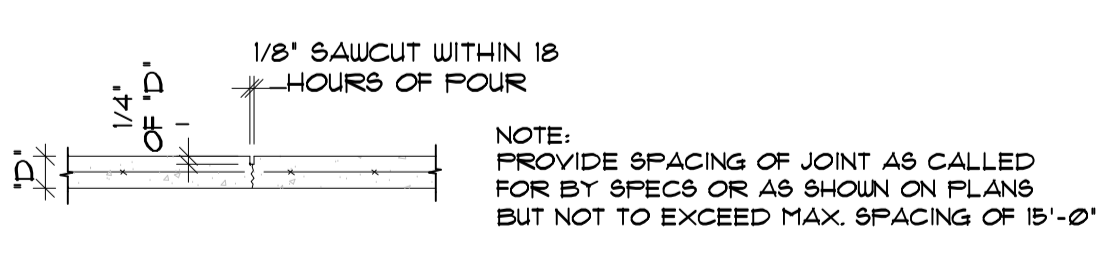 1/8" SAWCUT WITHIN 18
HOURS OF POUR
1/4"
OF "D"
"D"
NOTE:
PROVIDE SPACING OF JOINT AS CALLED
FOR BY SPECS OR AS SHOWN ON PLANS
BUT NOT TO EXCEED MAX. SPACING OF 15'-0"